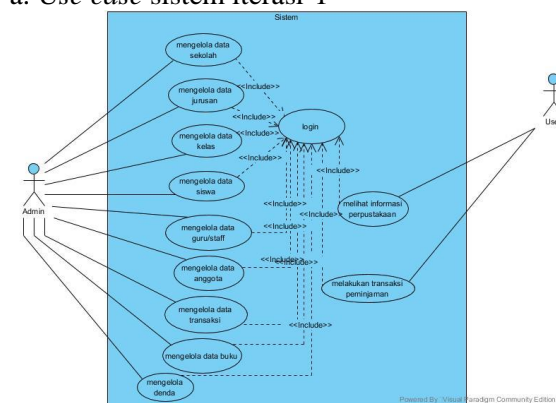 a. Use case sistem iterasi 1
Sistem
mengelola data
sekolah
<<Include>>
mengelola data
jurusan
<<Include>>
login
mengelola data
kelas
<<Include>>
mengelola data
siswa
<<Include>>
<<Include>>
Admin
User
melihat informasi
perpustakaan
<<Include>>
<<Include>>
mengelola data
guru/staff
<<Include>>
mengelola data
anggota
<<Include>>
<<Include>>
melakukan transaksi
peminjaman
mengelola data
transaksi
<<Include>>
mengelola data buku
mengelola
denda
Powered By Visual Paradigm Community Edition